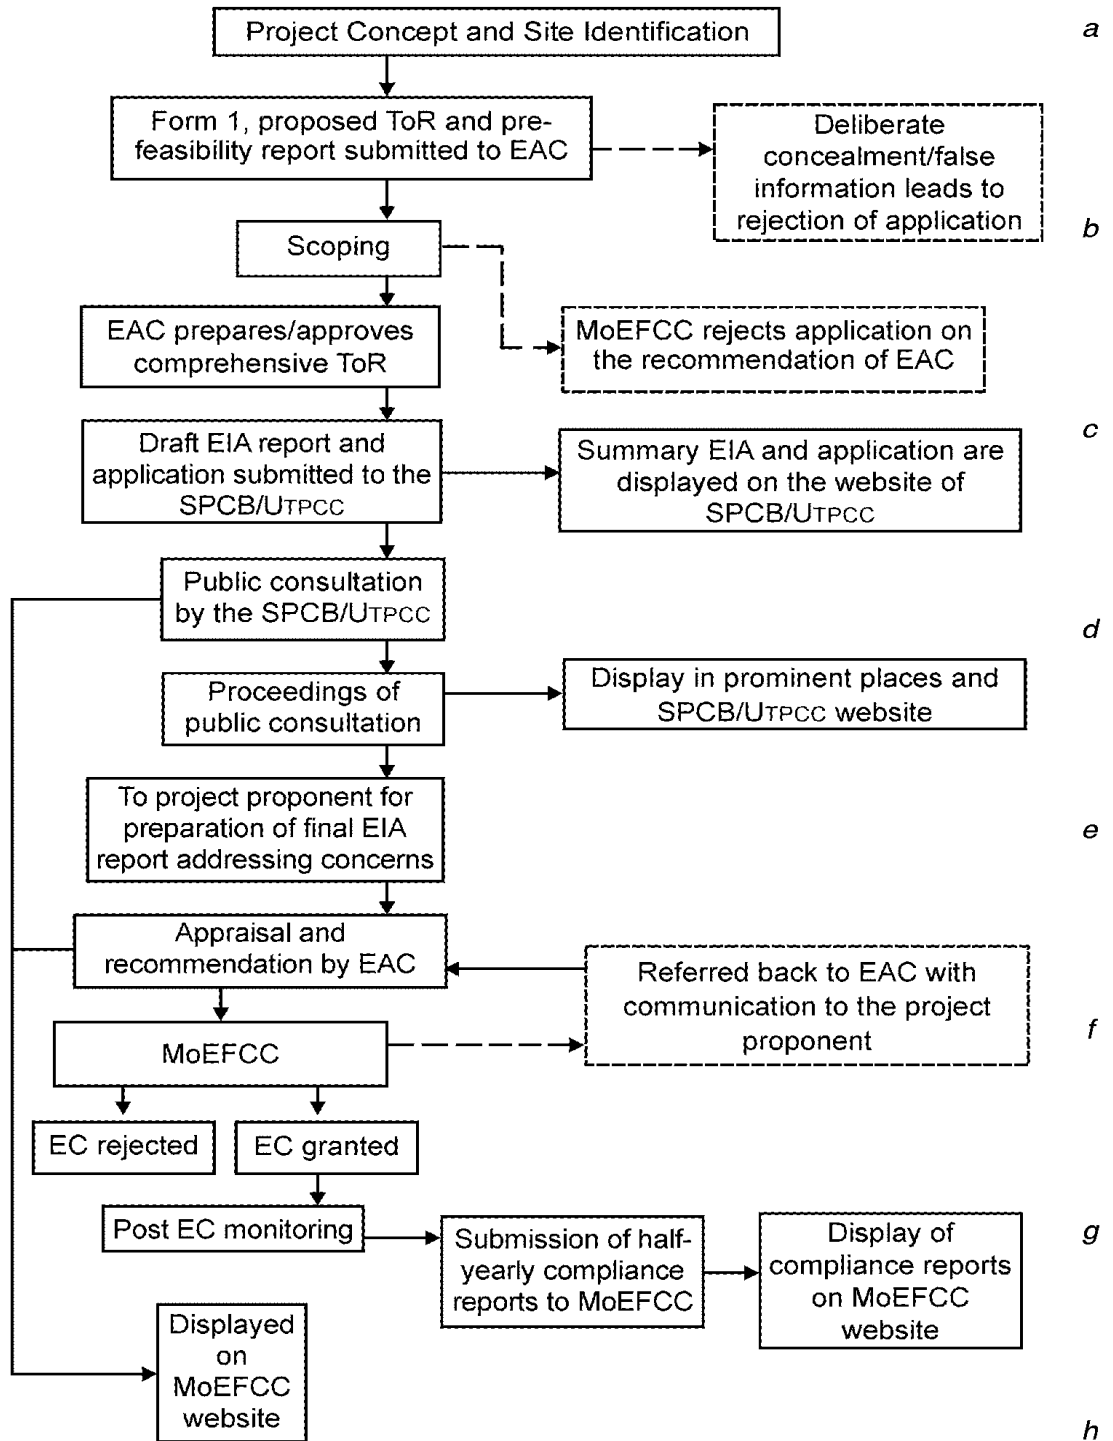 Project Concept and Site Identification
a
Form 1, proposed ToR and pre-
feasibility report submitted to EAC
Deliberate
concealment/false
information leads to
rejection of application
b
Scoping
EAC prepares/approves
comprehensive ToR
MoEFCC rejects application on
the recommendation of EAC
c
Draft EIA report and
application submitted to the
SPCB/UTPCC
Summary EIA and application are
displayed on the website of
SPCB/UTPCC
Public consultation
by the SPCB/UTPCC
d
Proceedings of
public consultation
Display in prominent places and
SPCB/UTPCC website
To project proponent for
preparation of final EIA
report addressing concerns
e
Appraisal and
recommendation by EAC
Referred back to EAC with
communication to the project
proponent
f
MoEFCC
EC rejected
EC granted
Post EC monitoring
Submission of half-
yearly compliance
reports to MoEFCC
Display of
compliance reports
on MoEFCC
website
g
Displayed
on
MoEFCC
website
h